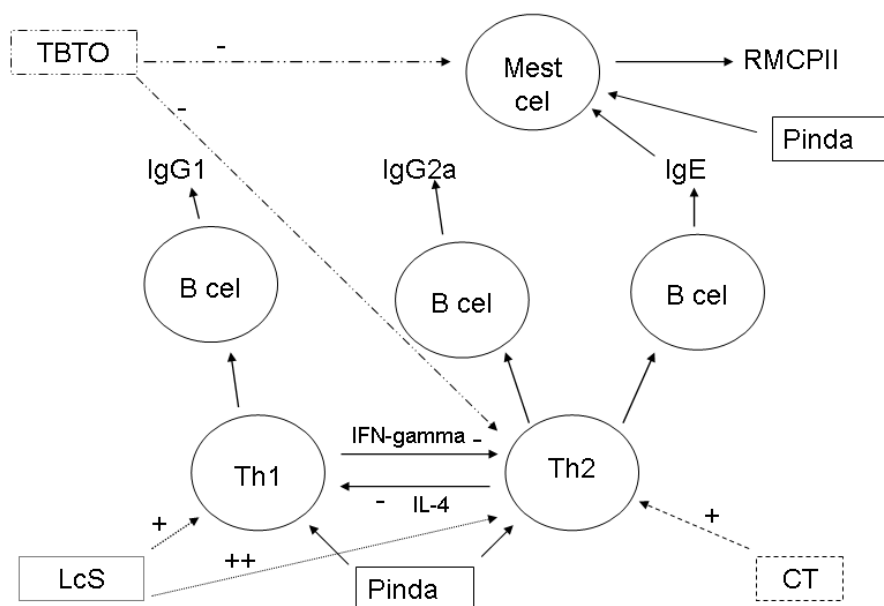 TBTO
-
-
Mest
cel
RMCPII
Pinda
IgG1
IgG2a
IgE
B cel
B cel
B cel
IFN-gamma -
Th1
Th2
- IL-4
+
++
+
LcS
Pinda
CT